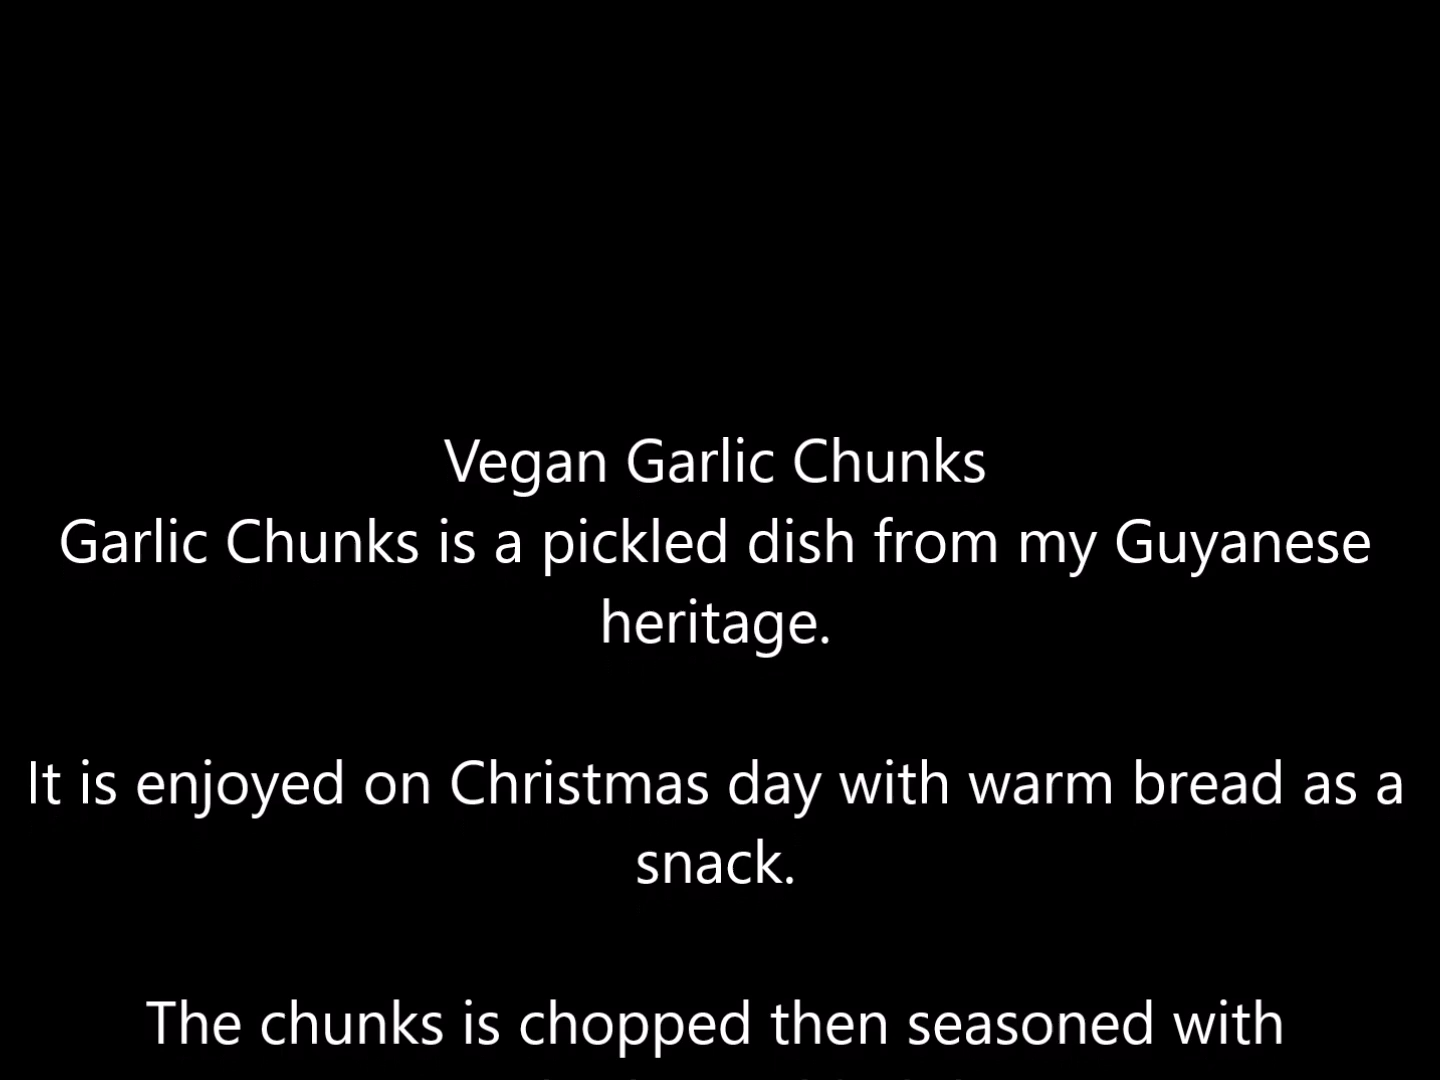 Vegan Garlic Chunks
Garlic Chunks is a pickled dish from my Guyanese
heritage.
It is enjoyed on Christmas day with warm bread as a
snack.
The chunks is chopped then seasoned with